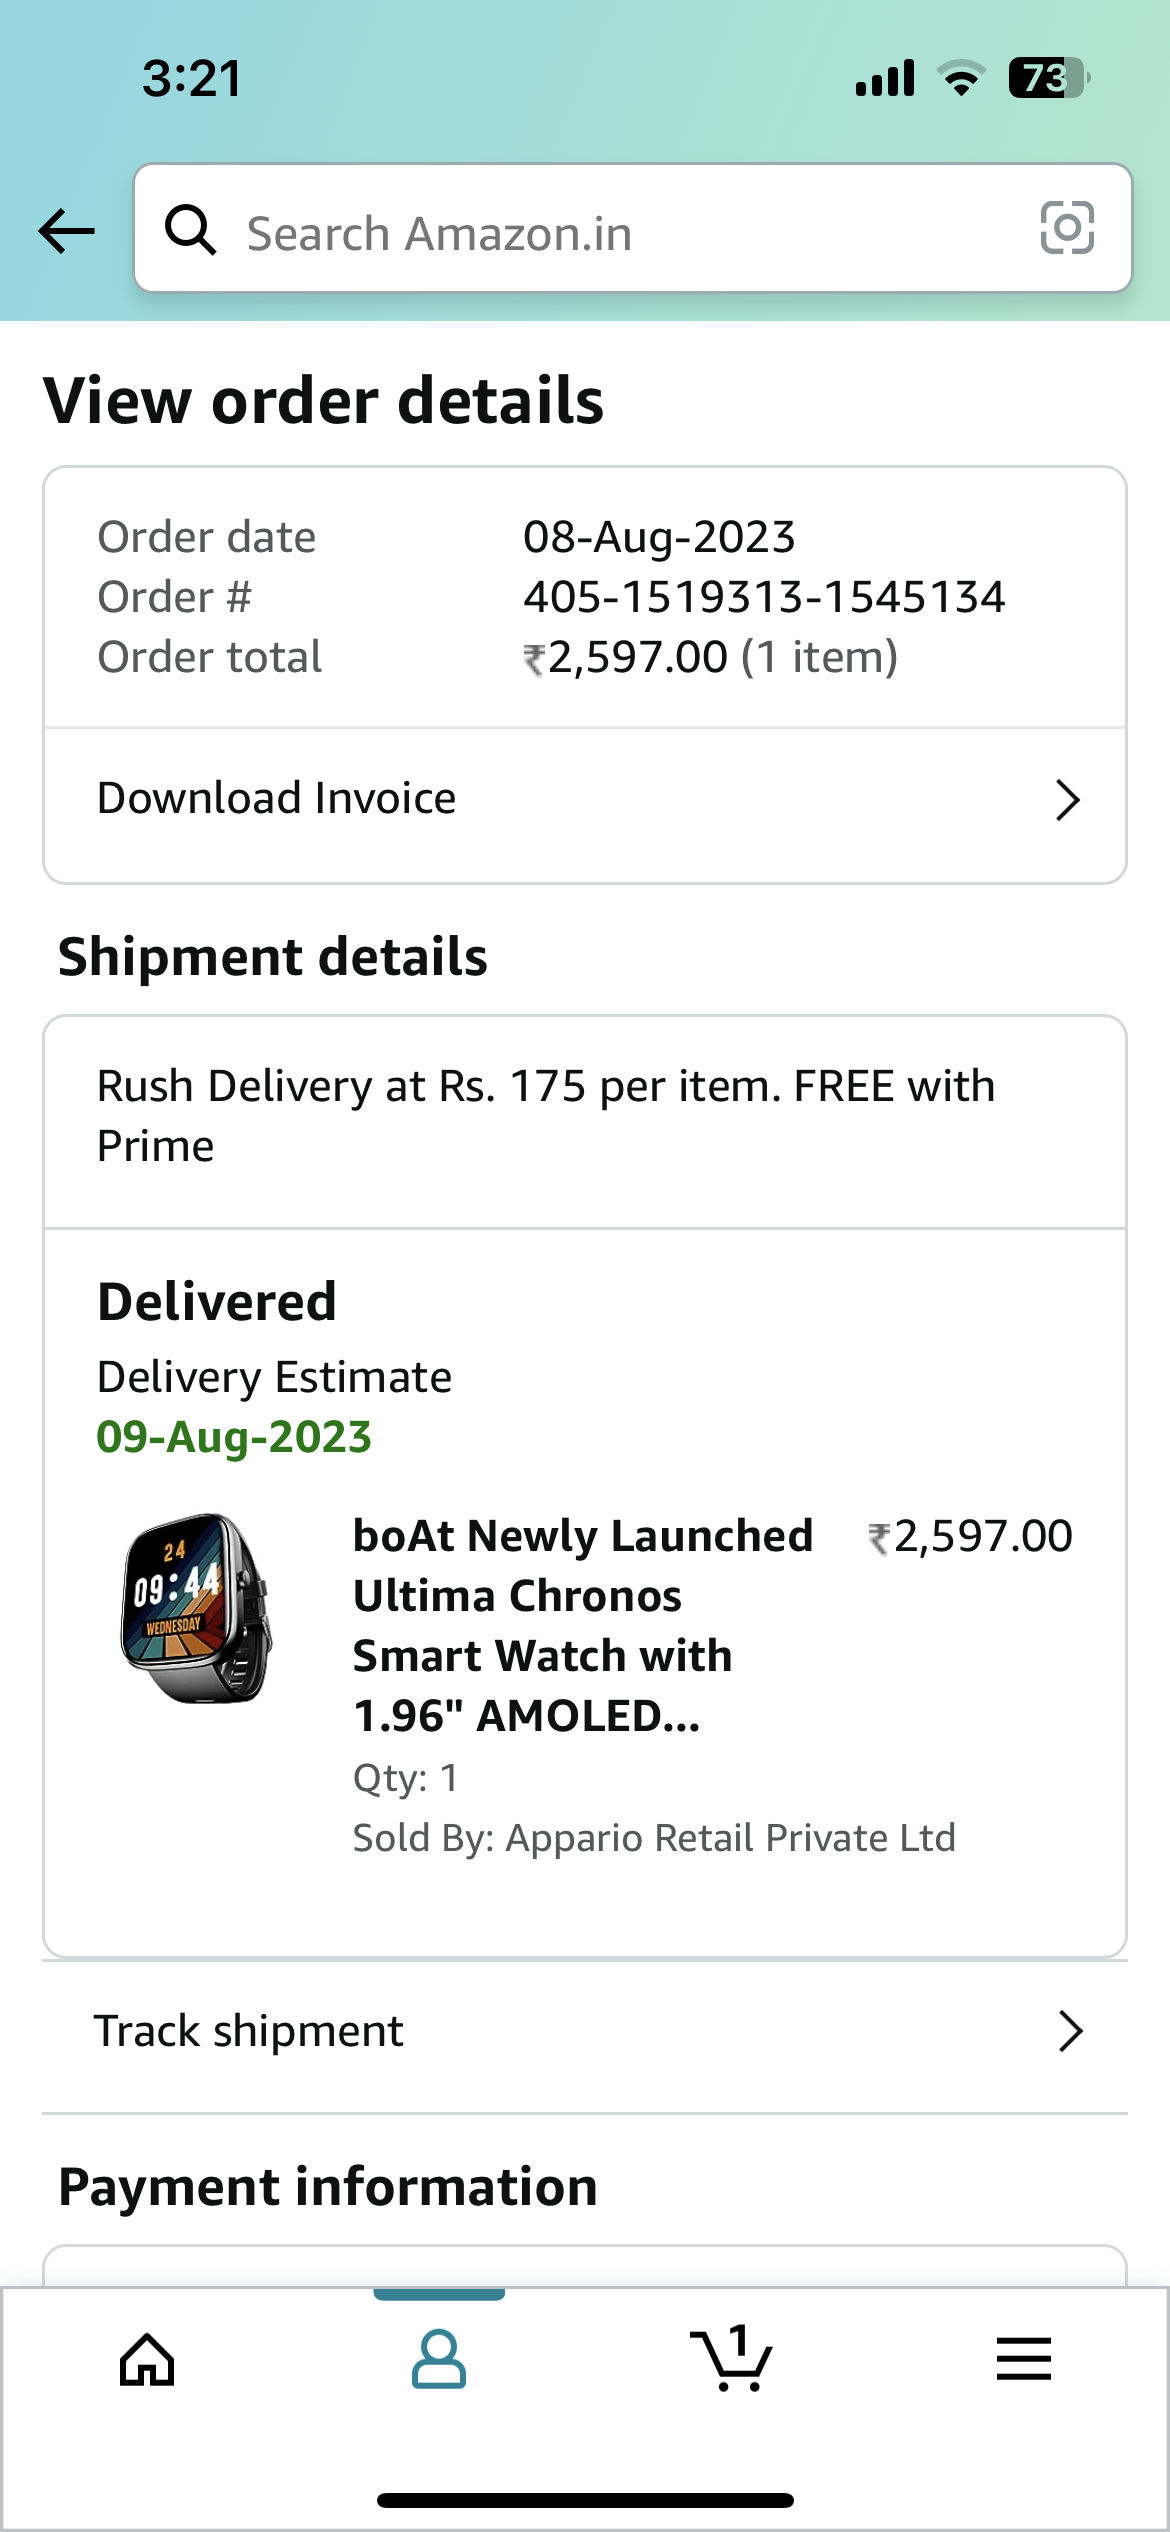 3:21
73
Search Amazon.in
View order details
Order date 08-Aug-2023
Order # 405-1519313-1545134
Order total ₹2,597.00 (1 item)
Download Invoice
Shipment details
Rush Delivery at Rs. 175 per item. FREE with
Prime
Delivered
Delivery Estimate
09-Aug-2023
24
09:44
WEDNESDAY
boAt Newly Launched ₹2,597.00
Ultima Chronos
Smart Watch with
1.96" AMOLED...
Qty: 1
Sold By: Appario Retail Private Ltd
Track shipment
Payment information
1